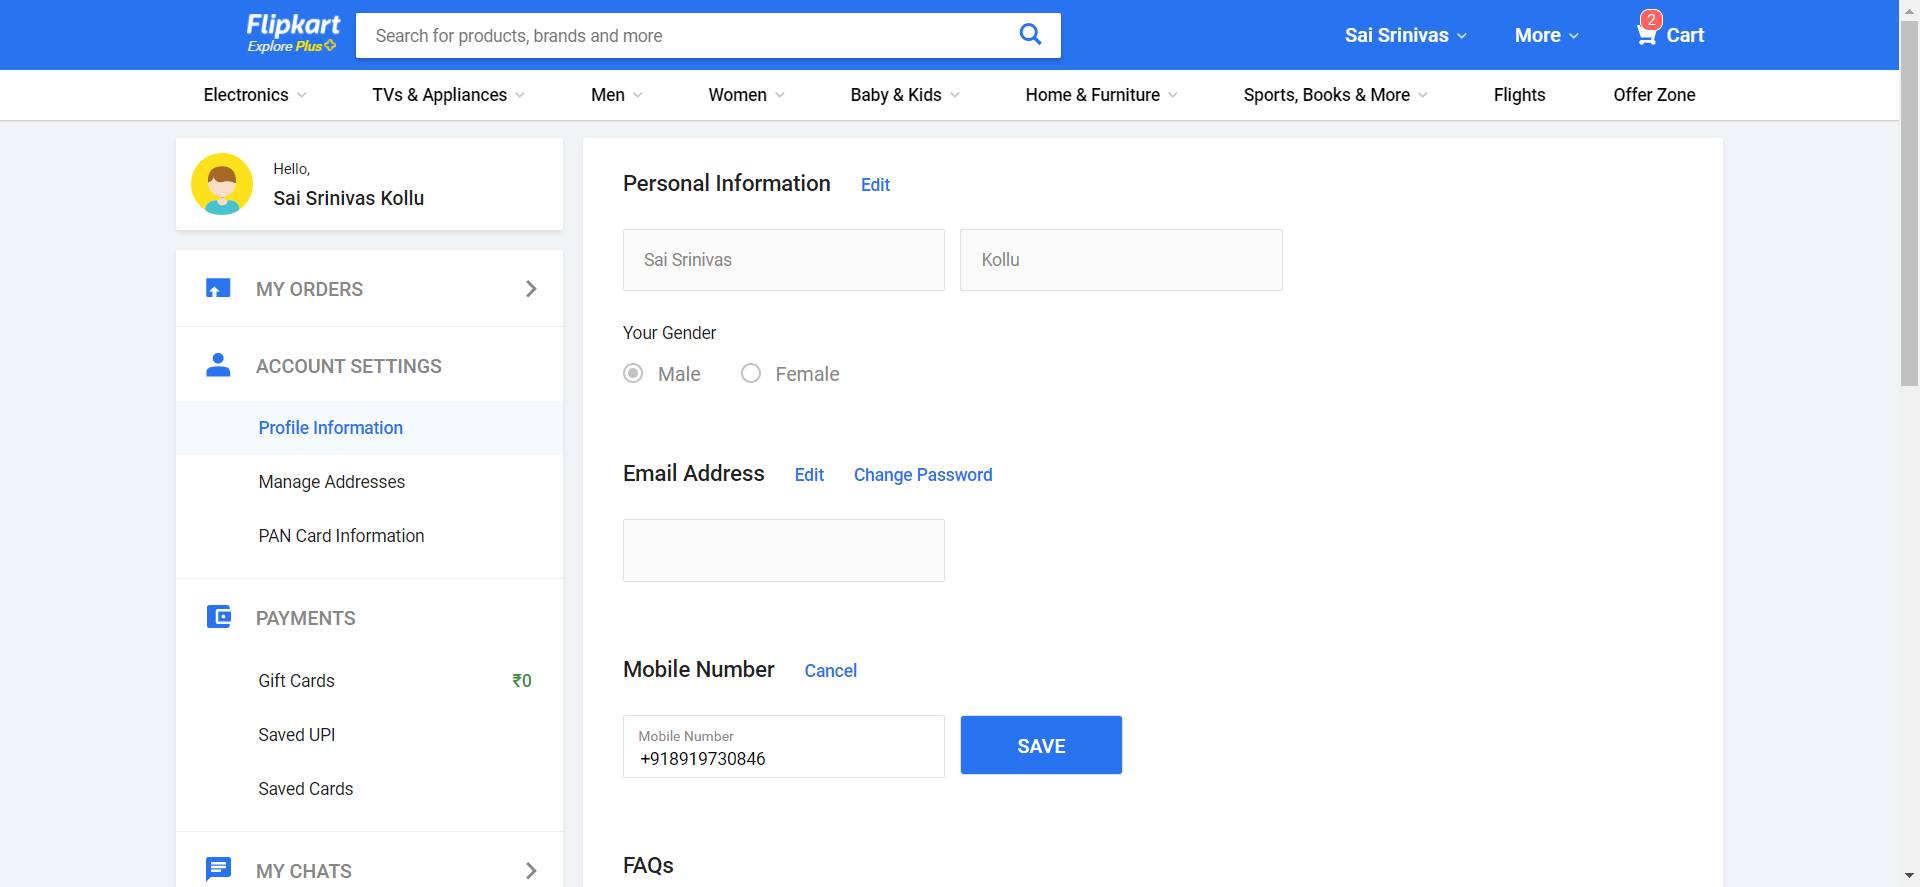 Flipkart
Explore Plus
Search for products, brands and more
Sai Srinivas
More
2
Cart
Electronics
TVs & Appliances
Men
Women
Baby & Kids
Home & Furniture
Sports, Books & More
Flights
Offer Zone
Hello,
Sai Srinivas Kollu
MY ORDERS
ACCOUNT SETTINGS
Profile Information
Manage Addresses
PAN Card Information
PAYMENTS
Gift Cards
₹0
Saved UPI
Saved Cards
MY CHATS
Personal Information
Edit
Sai Srinivas
Kollu
Your Gender
Male
Female
Email Address
Edit
Change Password
Mobile Number
Cancel
Mobile Number
+918919730846
SAVE
FAQs